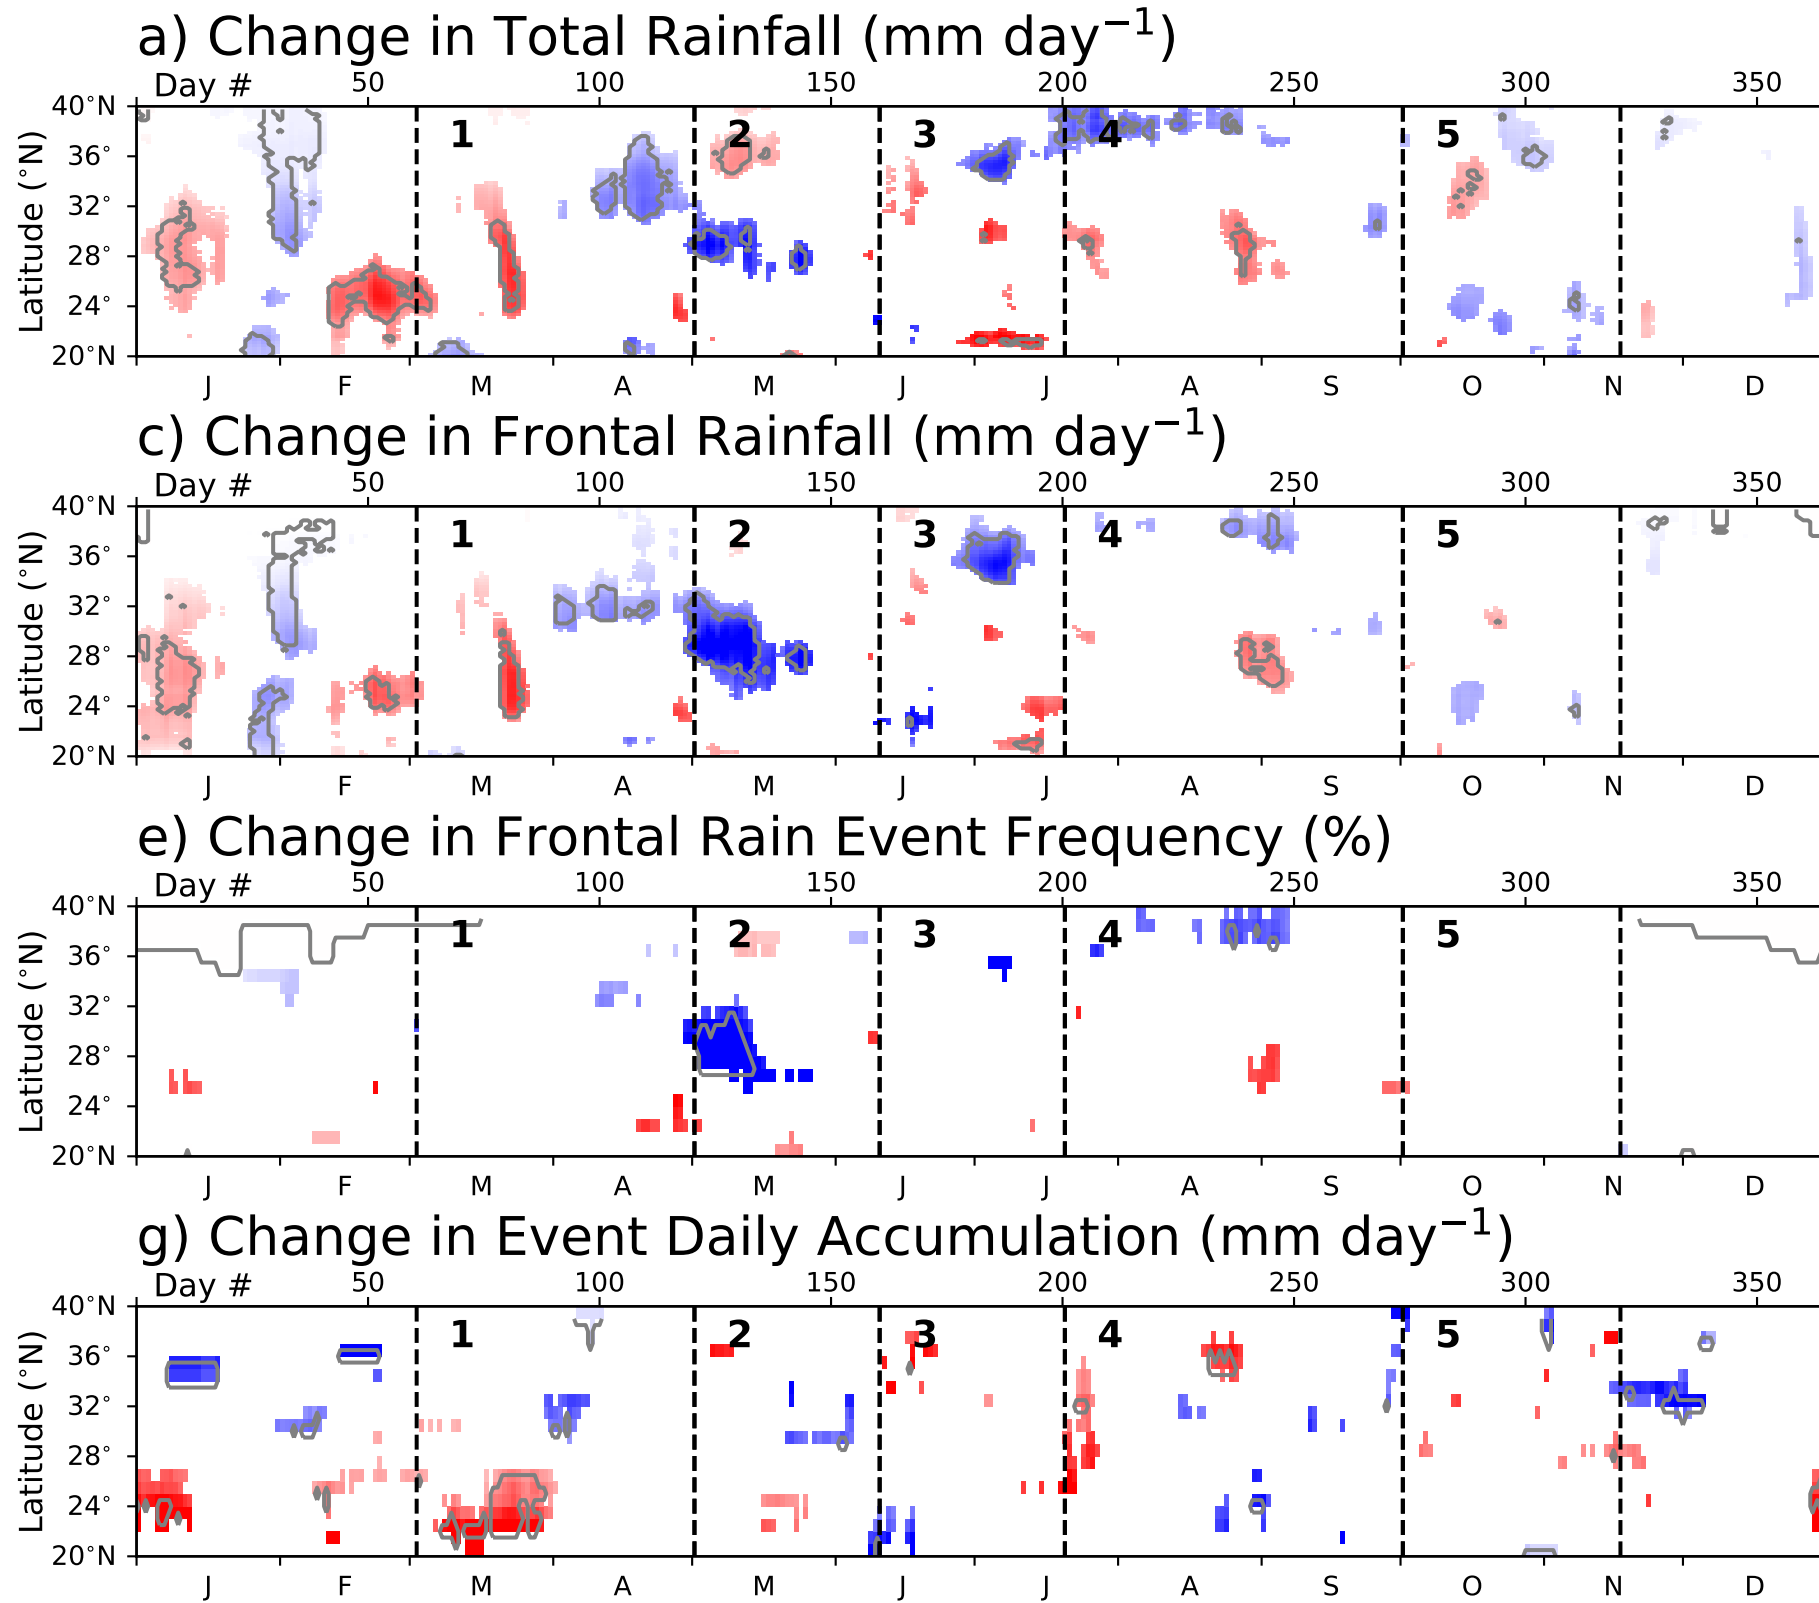 a) Change in Total Rainfall (mm day⁻¹)
Day # 50 100 150 200 250 300 350
40°N
36°
32°
28°
24°
20°N
Latitude (°N)
1 2 3 4 5
J F M A M J J A S O N D
c) Change in Frontal Rainfall (mm day⁻¹)
Day # 50 100 150 200 250 300 350
40°N
36°
32°
28°
24°
20°N
Latitude (°N)
1 2 3 4 5
J F M A M J J A S O N D
e) Change in Frontal Rain Event Frequency (%)
Day # 50 100 150 200 250 300 350
40°N
36°
32°
28°
24°
20°N
Latitude (°N)
1 2 3 4 5
J F M A M J J A S O N D
g) Change in Event Daily Accumulation (mm day⁻¹)
Day # 50 100 150 200 250 300 350
40°N
36°
32°
28°
24°
20°N
Latitude (°N)
1 2 3 4 5
J F M A M J J A S O N D